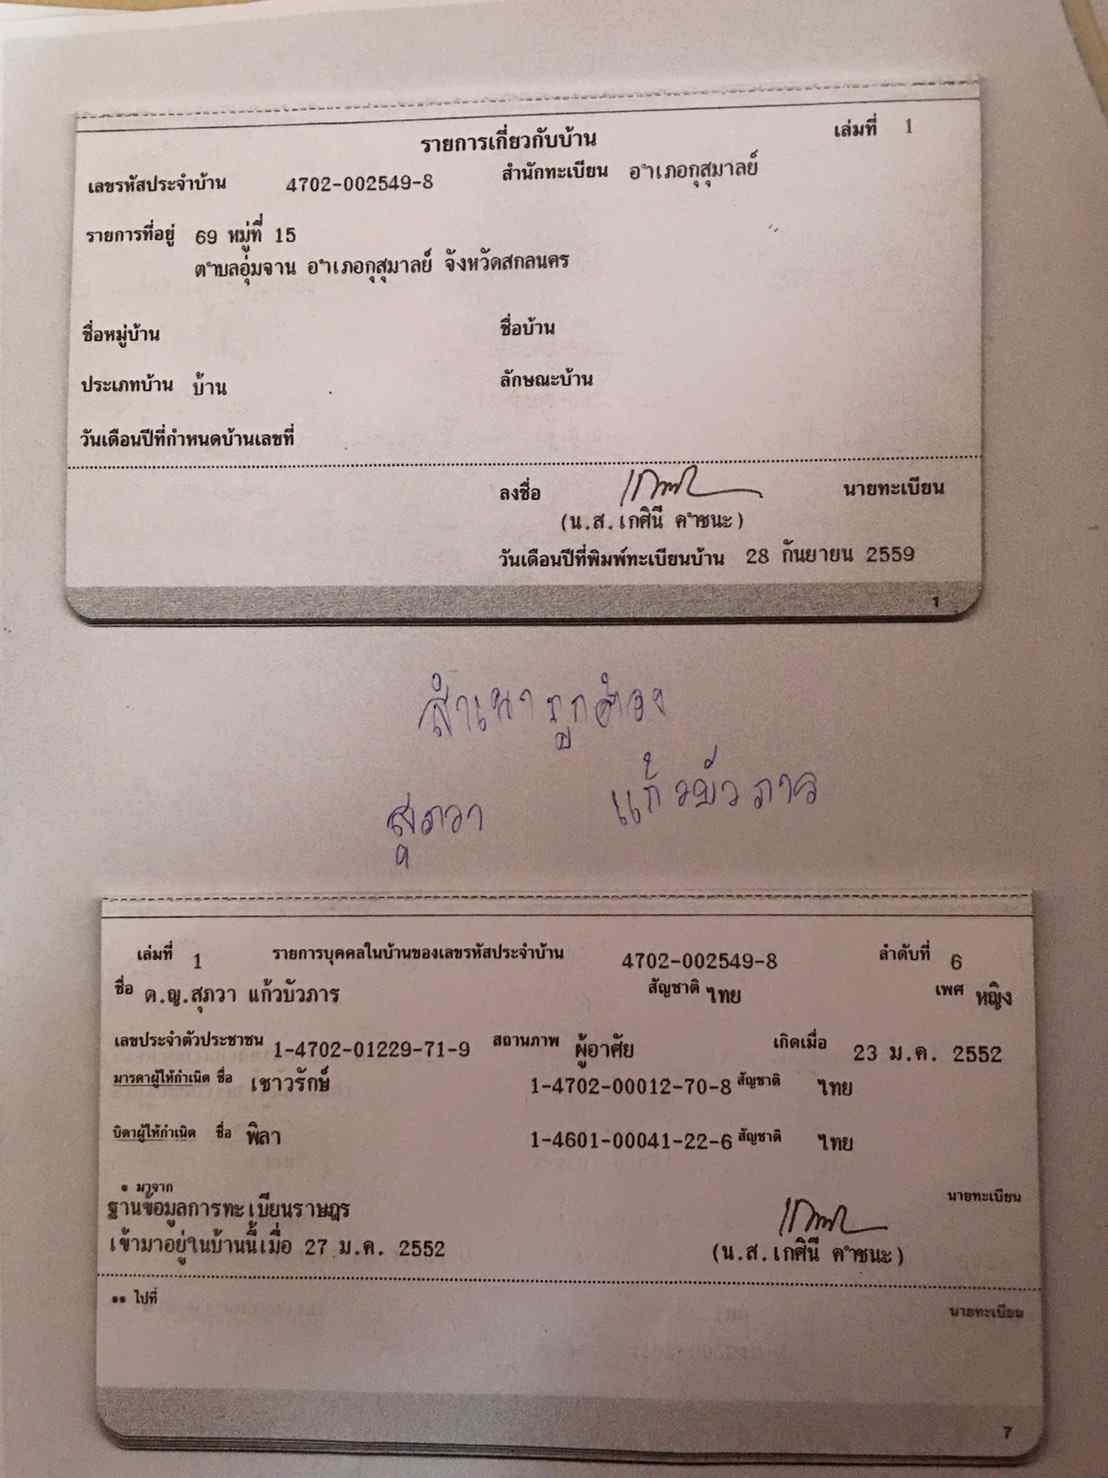 รายการเกี่ยวกับบ้าน เล่มที่ 1
เลขรหัสประจำบ้าน 4702-002549-8 สำนักทะเบียน อำเภอกุสุมาลย์
รายการที่อยู่ 69 หมู่ที่ 15
ตำบลอุ่มจาน อำเภอกุสุมาลย์ จังหวัดสกลนคร
ชื่อหมู่บ้าน ชื่อบ้าน
ประเภทบ้าน บ้าน ลักษณะบ้าน
วันเดือนปีที่กำหนดบ้านเลขที่
ลงชื่อ นายทะเบียน
(น.ส.เกศินี คำชนะ)
วันเดือนปีที่พิมพ์ทะเบียนบ้าน 28 กันยายน 2559
1
สำเนาถูกต้อง
สุภวา แก้วบัวภาร
เล่มที่ 1 รายการบุคคลในบ้านของเลขรหัสประจำบ้าน 4702-002549-8 ลำดับที่ 6
ชื่อ ด.ญ.สุภวา แก้วบัวภาร สัญชาติ ไทย เพศ หญิง
เลขประจำตัวประชาชน 1-4702-01229-71-9 สถานภาพ ผู้อาศัย เกิดเมื่อ 23 ม.ค. 2552
มารดาผู้ให้กำเนิด ชื่อ เชาวรักษ์ 1-4702-00012-70-8 สัญชาติ ไทย
บิดาผู้ให้กำเนิด ชื่อ พิลา 1-4601-00041-22-6 สัญชาติ ไทย
* มาจาก นายทะเบียน
ฐานข้อมูลการทะเบียนราษฎร
เข้ามาอยู่ในบ้านนี้เมื่อ 27 ม.ค. 2552 (น.ส.เกศินี คำชนะ)
** ไปที่ นายทะเบียน
7